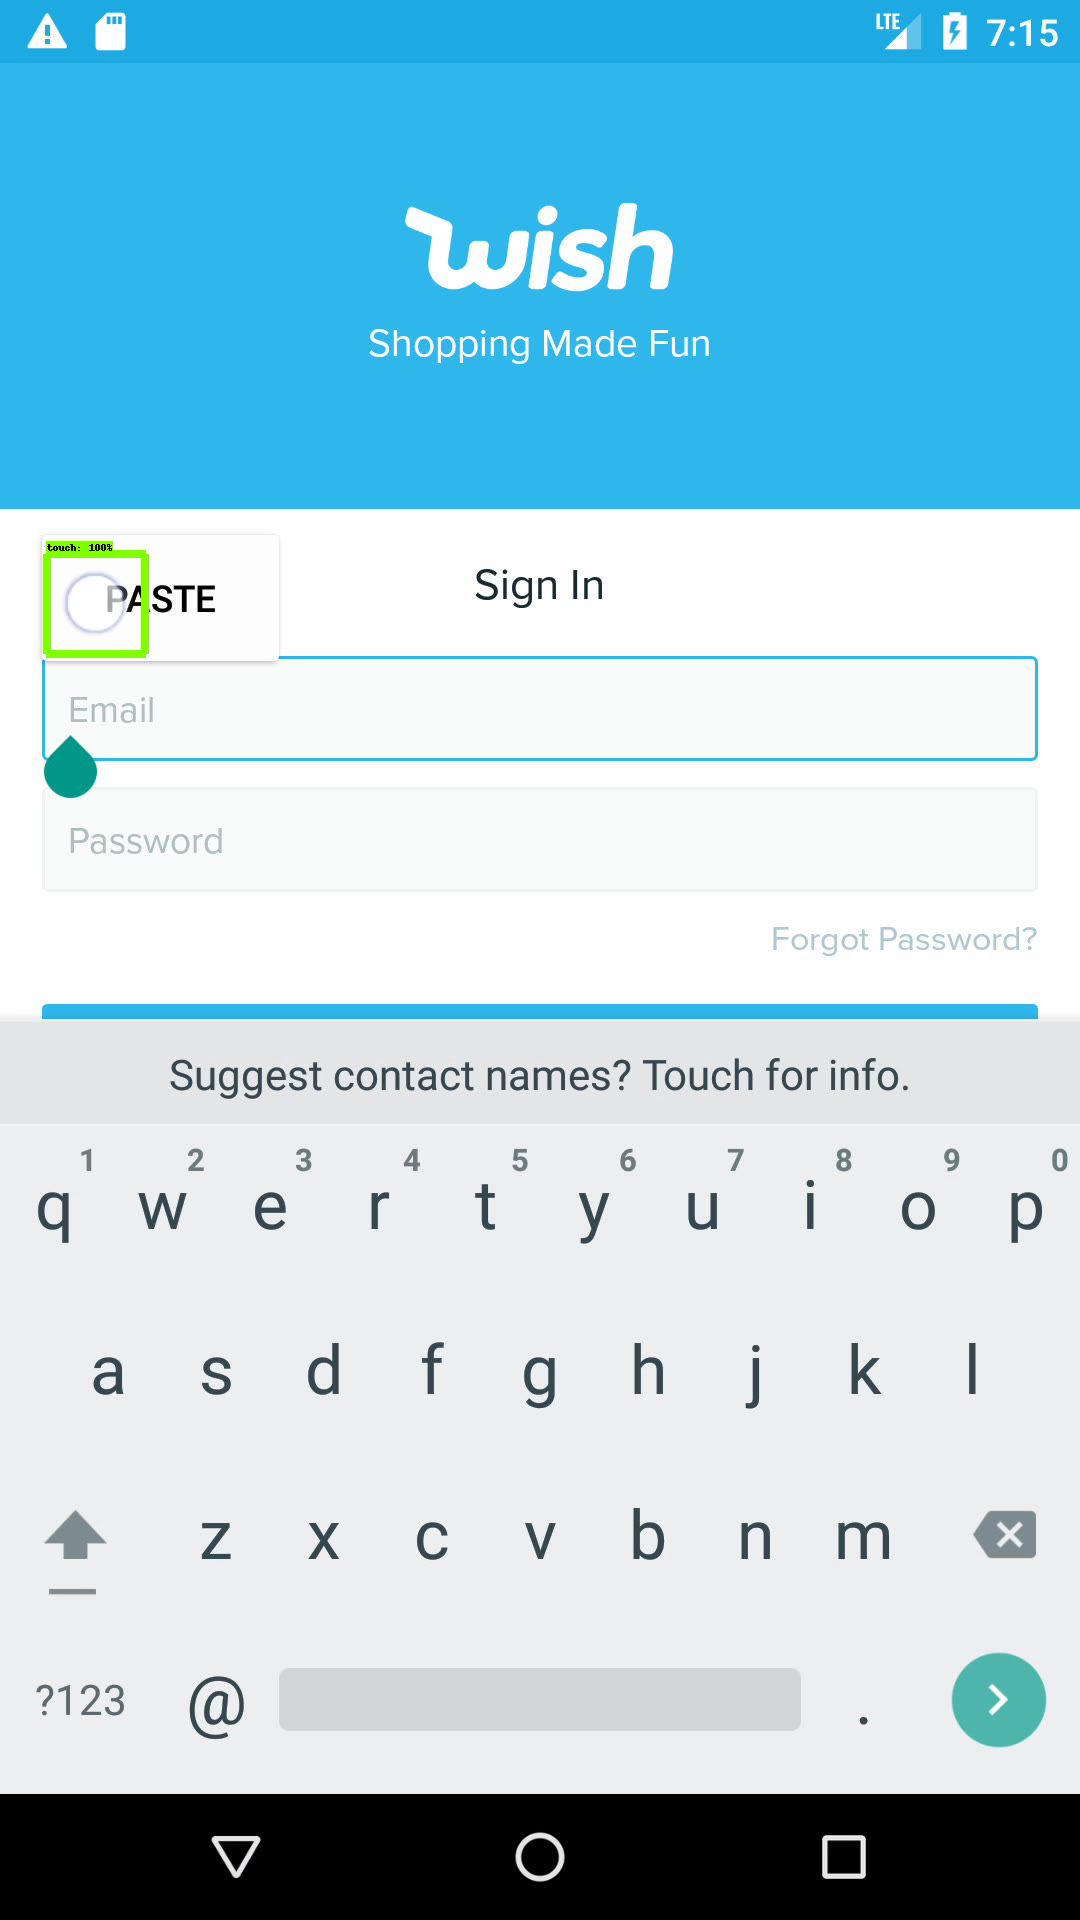 LTE 7:15
wish
Shopping Made Fun
touch: 100%
PASTE
Sign In
Email
Password
Forgot Password?
Suggest contact names? Touch for info.
1 2 3 4 5 6 7 8 9 0
q w e r t y u i o p
a s d f g h j k l
z x c v b n m
?123 @ .